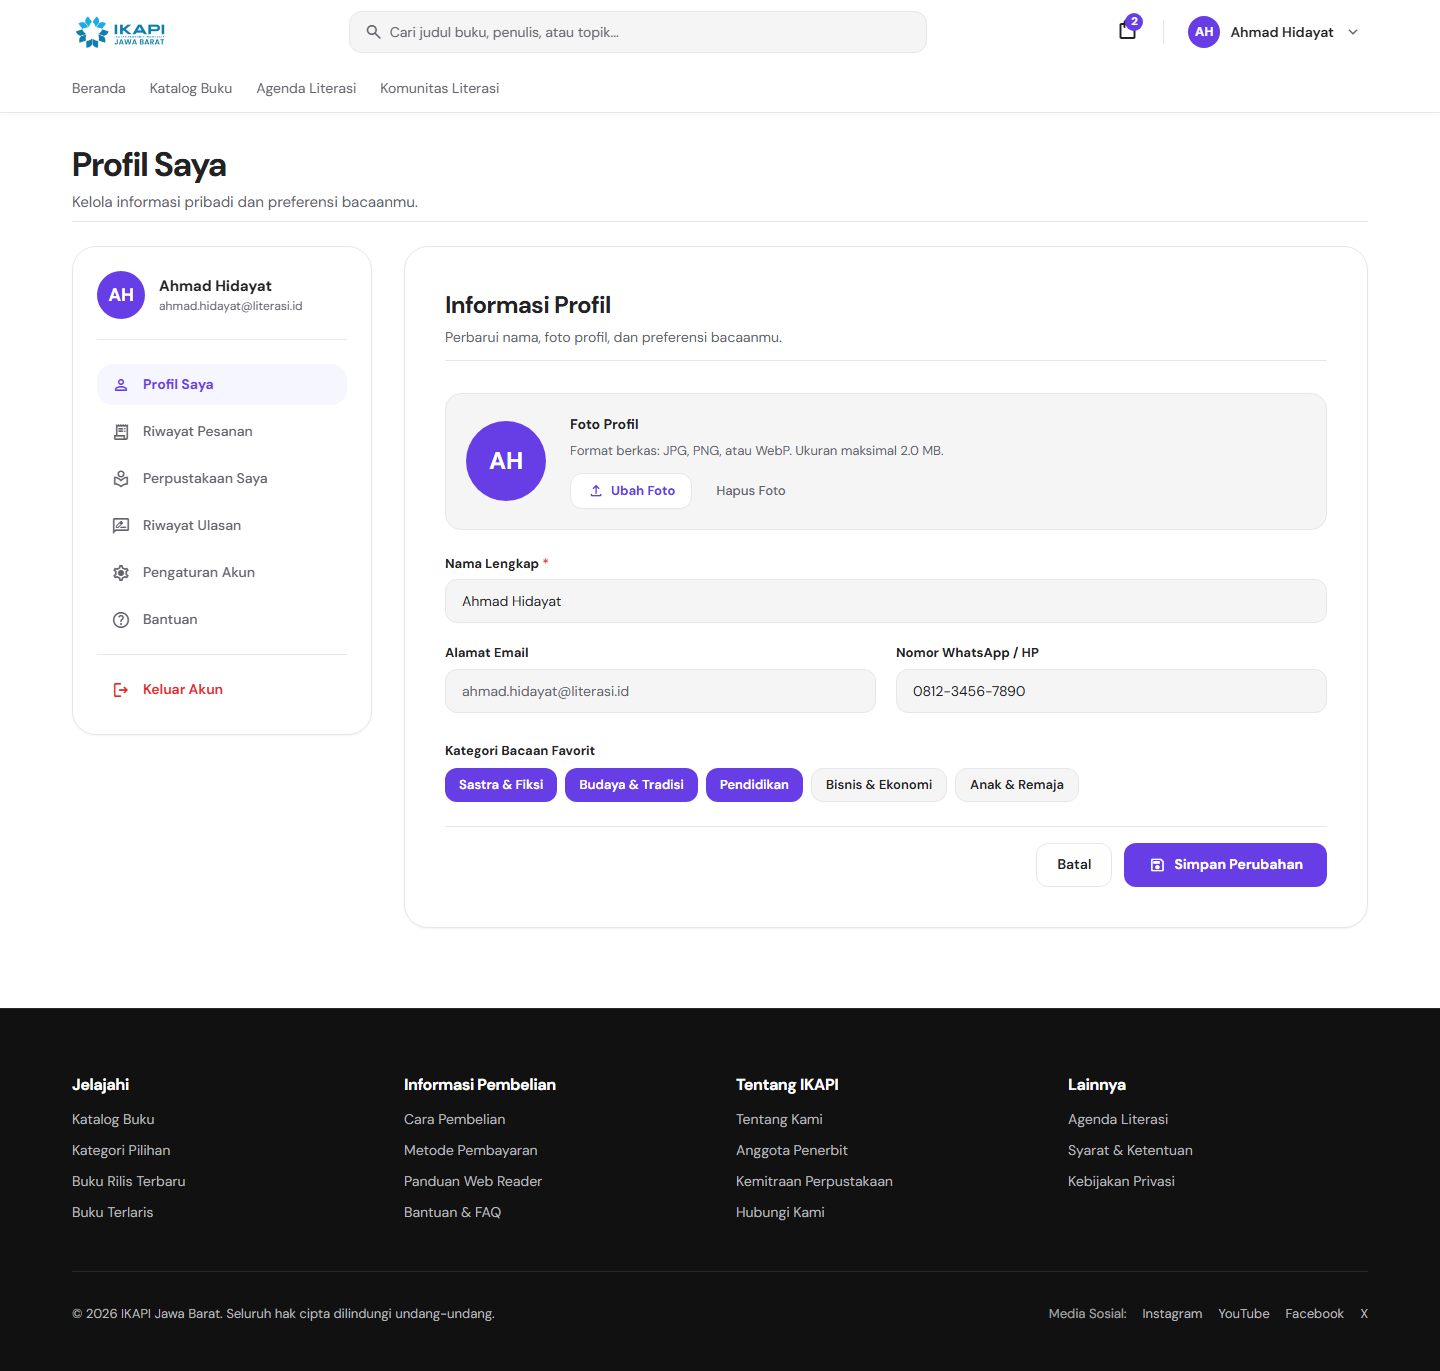 IKAPI
JAWA BARAT
Cari judul buku, penulis, atau topik...
2
AH
Ahmad Hidayat
Beranda
Katalog Buku
Agenda Literasi
Komunitas Literasi
Profil Saya
Kelola informasi pribadi dan preferensi bacaanmu.
AH
Ahmad Hidayat
ahmad.hidayat@literasi.id
Profil Saya
Riwayat Pesanan
Perpustakaan Saya
Riwayat Ulasan
Pengaturan Akun
Bantuan
Keluar Akun
Informasi Profil
Perbarui nama, foto profil, dan preferensi bacaanmu.
AH
Foto Profil
Format berkas: JPG, PNG, atau WebP. Ukuran maksimal 2.0 MB.
Ubah Foto
Hapus Foto
Nama Lengkap *
Ahmad Hidayat
Alamat Email
ahmad.hidayat@literasi.id
Nomor WhatsApp / HP
0812-3456-7890
Kategori Bacaan Favorit
Sastra & Fiksi
Budaya & Tradisi
Pendidikan
Bisnis & Ekonomi
Anak & Remaja
Batal
Simpan Perubahan
Jelajahi
Katalog Buku
Kategori Pilihan
Buku Rilis Terbaru
Buku Terlaris
Informasi Pembelian
Cara Pembelian
Metode Pembayaran
Panduan Web Reader
Bantuan & FAQ
Tentang IKAPI
Tentang Kami
Anggota Penerbit
Kemitraan Perpustakaan
Hubungi Kami
Lainnya
Agenda Literasi
Syarat & Ketentuan
Kebijakan Privasi
© 2026 IKAPI Jawa Barat. Seluruh hak cipta dilindungi undang-undang.
Media Sosial:
Instagram
YouTube
Facebook
X